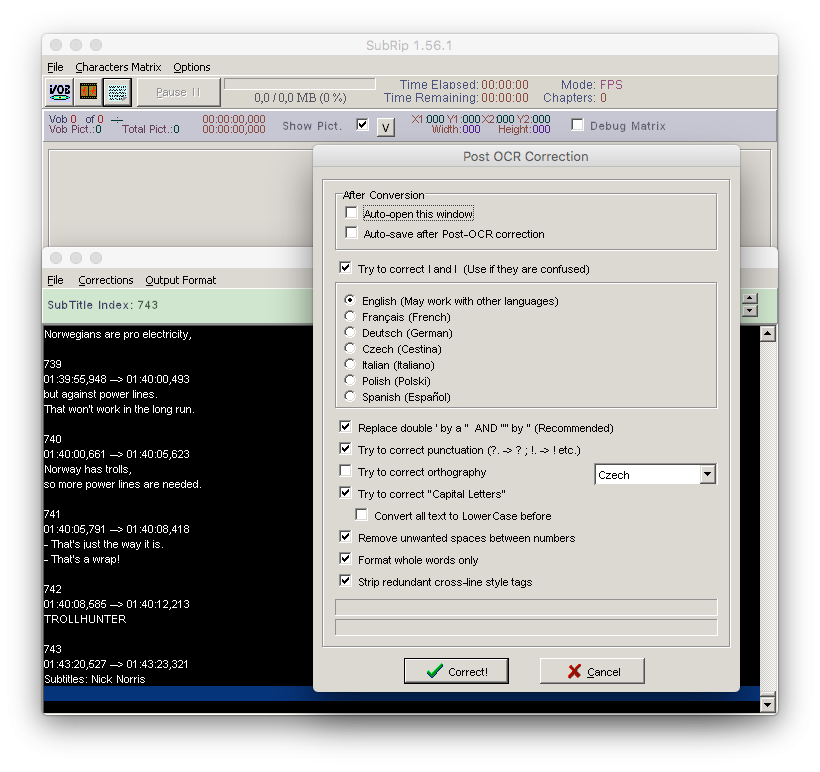 SubRip 1.56.1
File Characters Matrix Options
VOB Pause II 0,0 / 0,0 MB (0 %) Time Elapsed: 00:00:00 Mode: FPS
Time Remaining: 00:00:00 Chapters: 0
Vob 0 of 0 00:00:00,000 Show Pict. V X1:000 Y1:000 X2:000 Y2:000 Debug Matrix
Vob Pict.:0 Total Pict.:0 00:00:00,000 Width:000 Height:000
File Corrections Output Format
SubTitle Index: 743
Norwegians are pro electricity,
739
01:39:55,948 --> 01:40:00,493
but against power lines.
That won't work in the long run.
740
01:40:00,661 --> 01:40:05,623
Norway has trolls,
so more power lines are needed.
741
01:40:05,791 --> 01:40:08,418
- That's just the way it is.
- That's a wrap!
742
01:40:08,585 --> 01:40:12,213
TROLLHUNTER
743
01:43:20,527 --> 01:43:23,321
Subtitles: Nick Norris
Post OCR Correction
After Conversion
Auto-open this window
Auto-save after Post-OCR correction
Try to correct I and l (Use if they are confused)
English (May work with other languages)
Français (French)
Deutsch (German)
Czech (Cestina)
Italian (Italiano)
Polish (Polski)
Spanish (Español)
Replace double ' by a " AND "" by " (Recommended)
Try to correct punctuation (?. -> ? ; !. -> ! etc.)
Try to correct orthography Czech
Try to correct "Capital Letters"
Convert all text to LowerCase before
Remove unwanted spaces between numbers
Format whole words only
Strip redundant cross-line style tags
Correct! Cancel